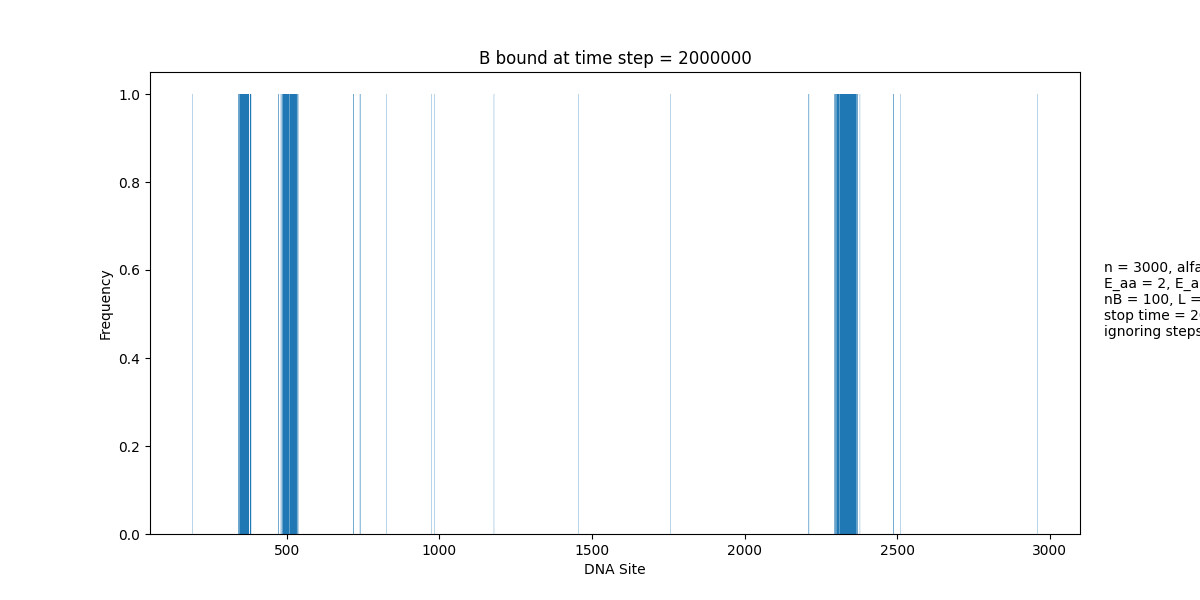 B bound at time step = 2000000
1.0
0.8
0.6
0.4
0.2
0.0
Frequency
500
1000
1500
2000
2500
3000
DNA Site
n = 3000, alfa
E_aa = 2, E_a
nB = 100, L =
stop time = 2
ignoring steps